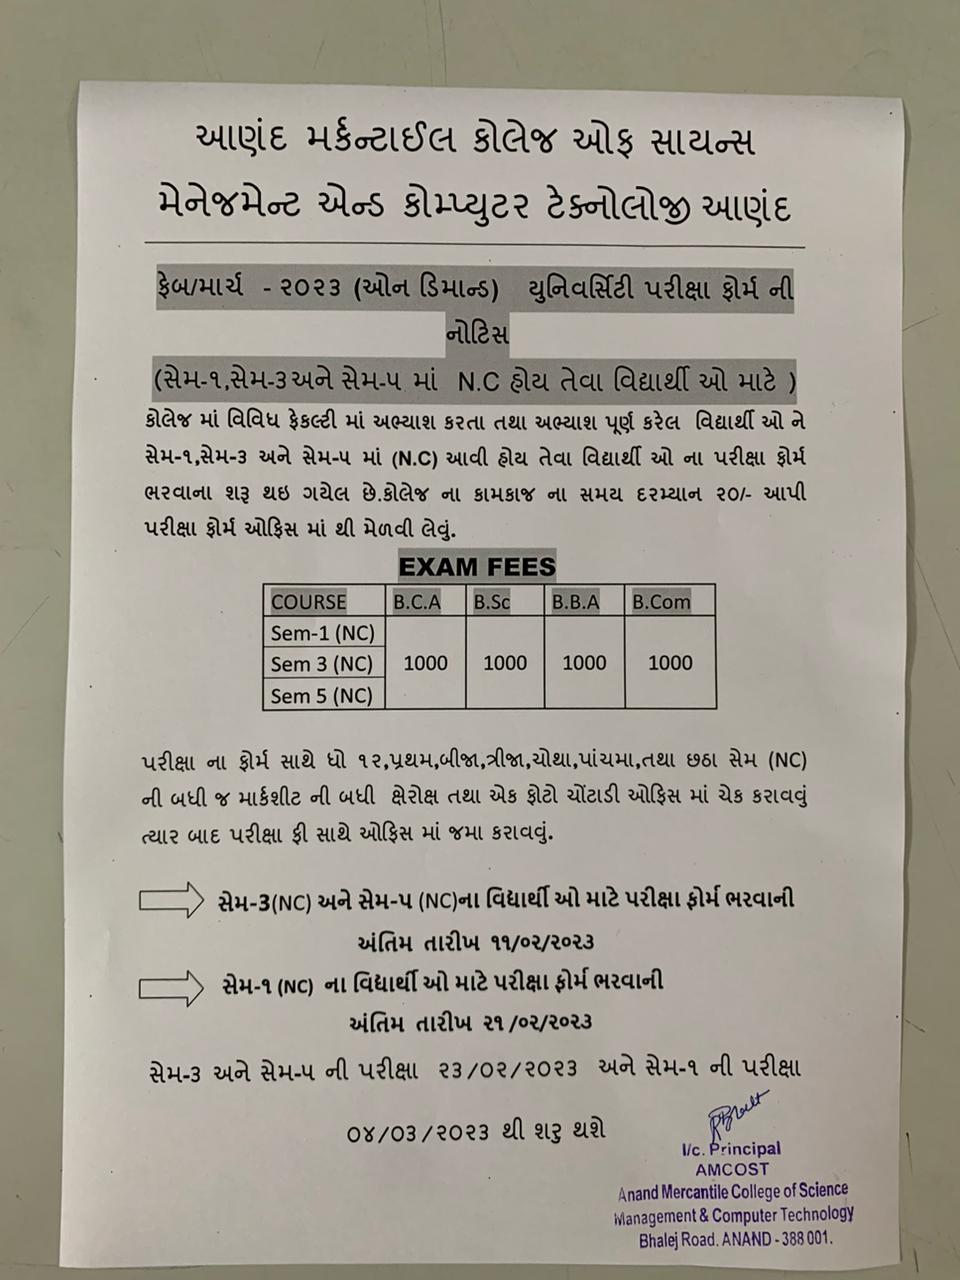 આણંદ મર્કન્ટાઈલ કોલેજ ઓફ સાયન્સ
મેનેજમેન્ટ એન્ડ કોમ્પ્યુટર ટેક્નોલોજી આણંદ
ફેબ/માર્ચ - ૨૦૨૩ (ઓન ડિમાન્ડ) યુનિવર્સિટી પરીક્ષા ફોર્મ ની
નોટિસ
(સેમ-૧,સેમ-૩અને સેમ-૫ માં N.C હોય તેવા વિદ્યાર્થી ઓ માટે )
કોલેજ માં વિવિધ ફેકલ્ટી માં અભ્યાશ કરતા તથા અભ્યાશ પૂર્ણ કરેલ વિદ્યાર્થી ઓ ને
સેમ-૧,સેમ-૩ અને સેમ-૫ માં (N.C) આવી હોય તેવા વિદ્યાર્થી ઓ ના પરીક્ષા ફોર્મ
ભરવાના શરૂ થઇ ગયેલ છે.કોલેજ ના કામકાજ ના સમય દરમ્યાન ૨૦/- આપી
પરીક્ષા ફોર્મ ઓફિસ માં થી મેળવી લેવું.
EXAM FEES
COURSE B.C.A B.Sc B.B.A B.Com
Sem-1 (NC)
Sem 3 (NC) 1000 1000 1000 1000
Sem 5 (NC)
પરીક્ષા ના ફોર્મ સાથે ધો ૧૨,પ્રથમ,બીજા,ત્રીજા,ચોથા,પાંચમા,તથા છઠા સેમ (NC)
ની બધી જ માર્કશીટ ની બધી ક્ષેરોક્ષ તથા એક ફોટો ચોંટાડી ઓફિસ માં ચેક કરાવવું
ત્યાર બાદ પરીક્ષા ફી સાથે ઓફિસ માં જમા કરાવવું.
સેમ-૩(NC) અને સેમ-૫ (NC)ના વિદ્યાર્થી ઓ માટે પરીક્ષા ફોર્મ ભરવાની
અંતિમ તારીખ ૧૧/૦૨/૨૦૨૩
સેમ-૧ (NC) ના વિદ્યાર્થી ઓ માટે પરીક્ષા ફોર્મ ભરવાની
અંતિમ તારીખ ૨૧ /૦૨/૨૦૨૩
સેમ-૩ અને સેમ-૫ ની પરીક્ષા ૨૩/૦૨/૨૦૨૩ અને સેમ-૧ ની પરીક્ષા
૦૪/૦૩/૨૦૨૩ થી શરુ થશે
I/c. Principal
AMCOST
Anand Mercantile College of Science
Management & Computer Technology
Bhalej Road. ANAND - 388 001.